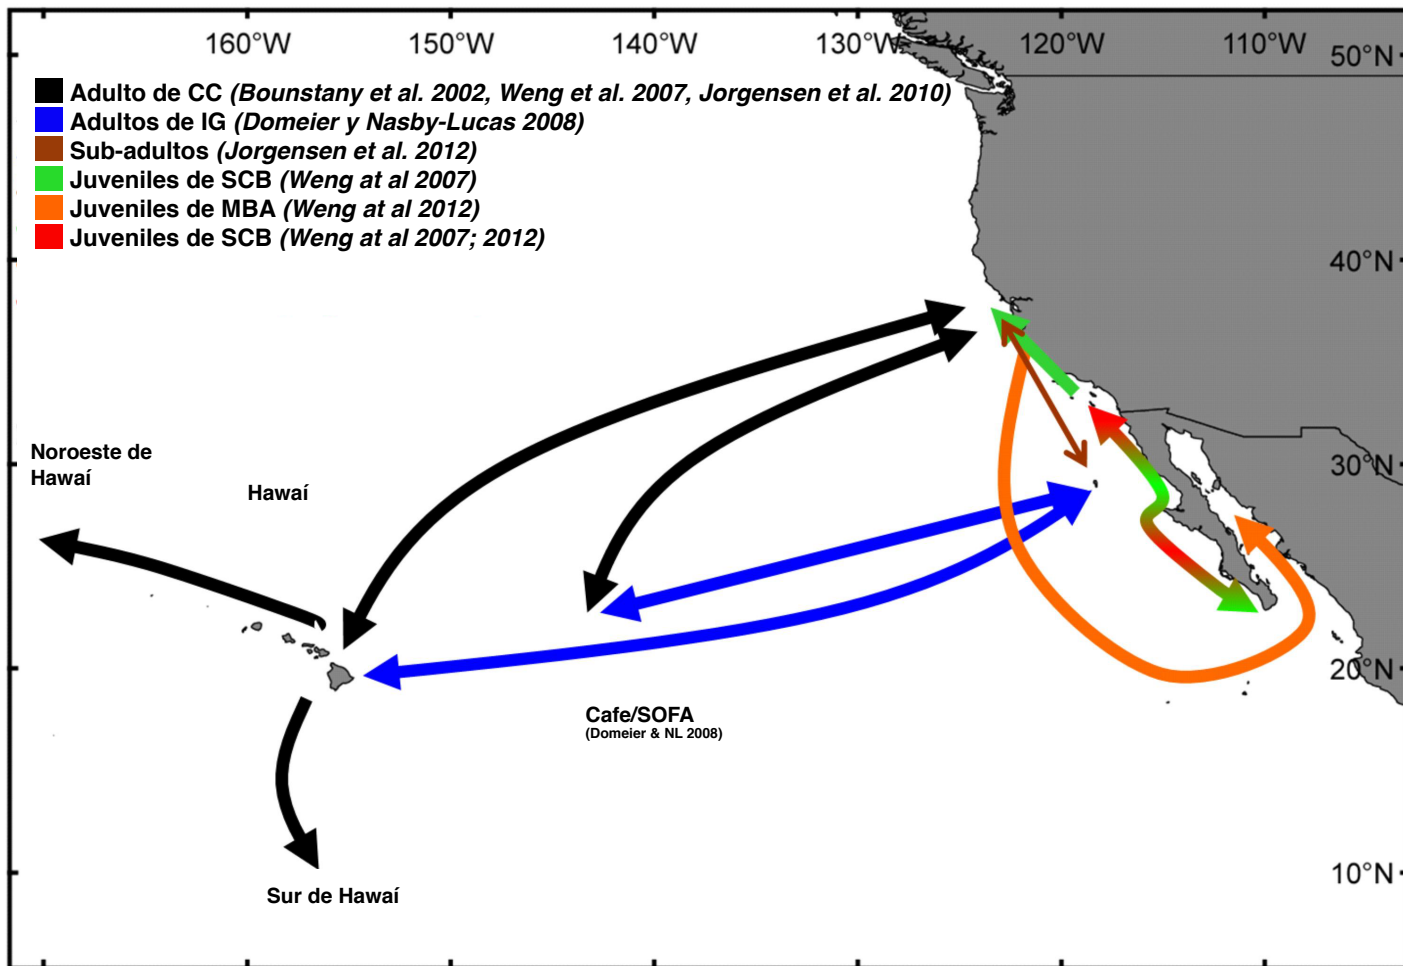 160°W 150°W 140°W 130°W 120°W 110°W
50°N
Adulto de CC (Bounstany et al. 2002, Weng et al. 2007, Jorgensen et al. 2010)
Adultos de IG (Domeier y Nasby-Lucas 2008)
Sub-adultos (Jorgensen et al. 2012)
Juveniles de SCB (Weng at al 2007)
Juveniles de MBA (Weng at al 2012)
Juveniles de SCB (Weng at al 2007; 2012)
40°N
Noroeste de
Hawaí
Hawaí
30°N
20°N
Cafe/SOFA
(Domeier & NL 2008)
10°N
Sur de Hawaí